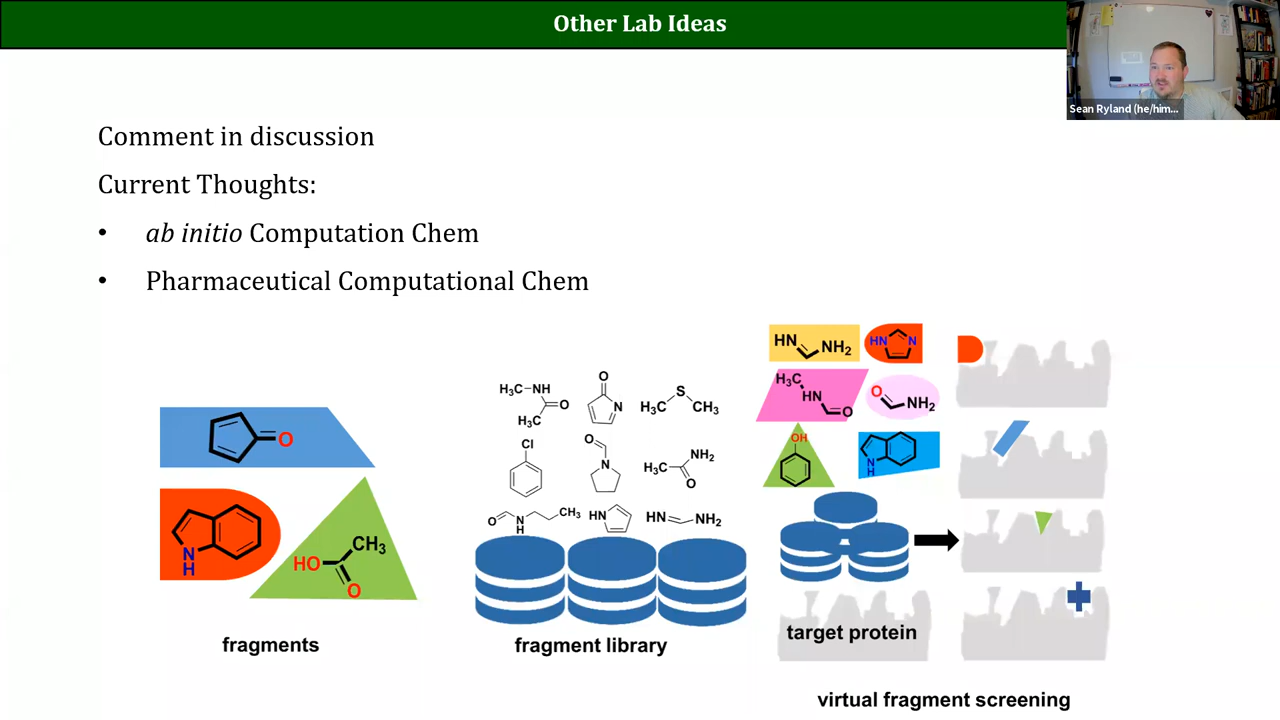 Other Lab Ideas
Sean Ryland (he/him...
Comment in discussion
Current Thoughts:
• ab initio Computation Chem
• Pharmaceutical Computational Chem
O
N
H
HO
CH3
O
fragments
H3C NH
O
CH3
O
N
S
H3C CH3
Cl
O
N
H3C NH2
O
O N
H
CH3
HN
HN NH2
fragment library
HN NH2
HN N
H3C
HN
O
O NH2
OH
N
H
target protein
virtual fragment screening